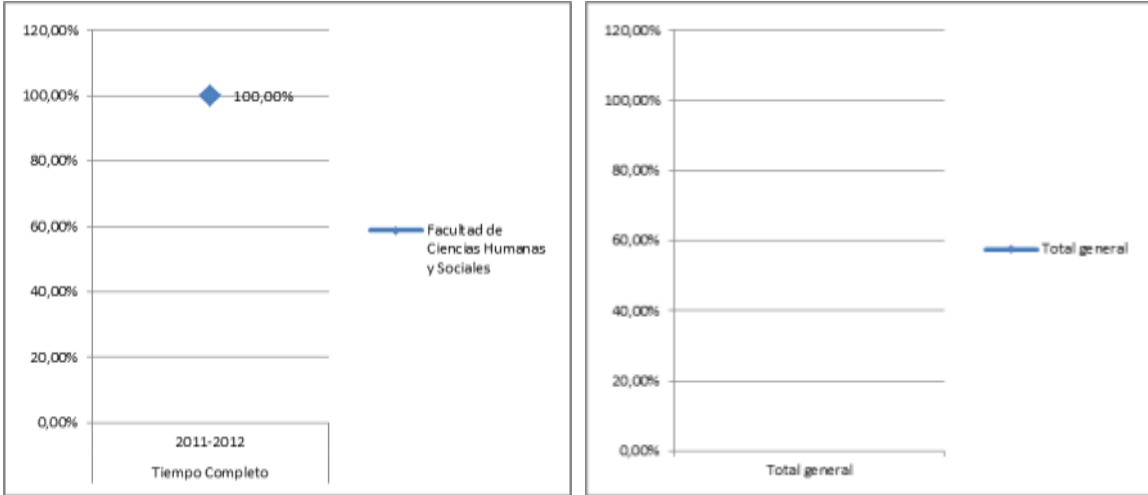 120,00%
100,00%
80,00%
60,00%
40,00%
20,00%
0,00%
100,00%
2011-2012
Tiempo Completo
Facultad de
Ciencias Humanas
y Sociales
120,00%
100,00%
80,00%
60,00%
40,00%
20,00%
0,00%
Total general
Total general